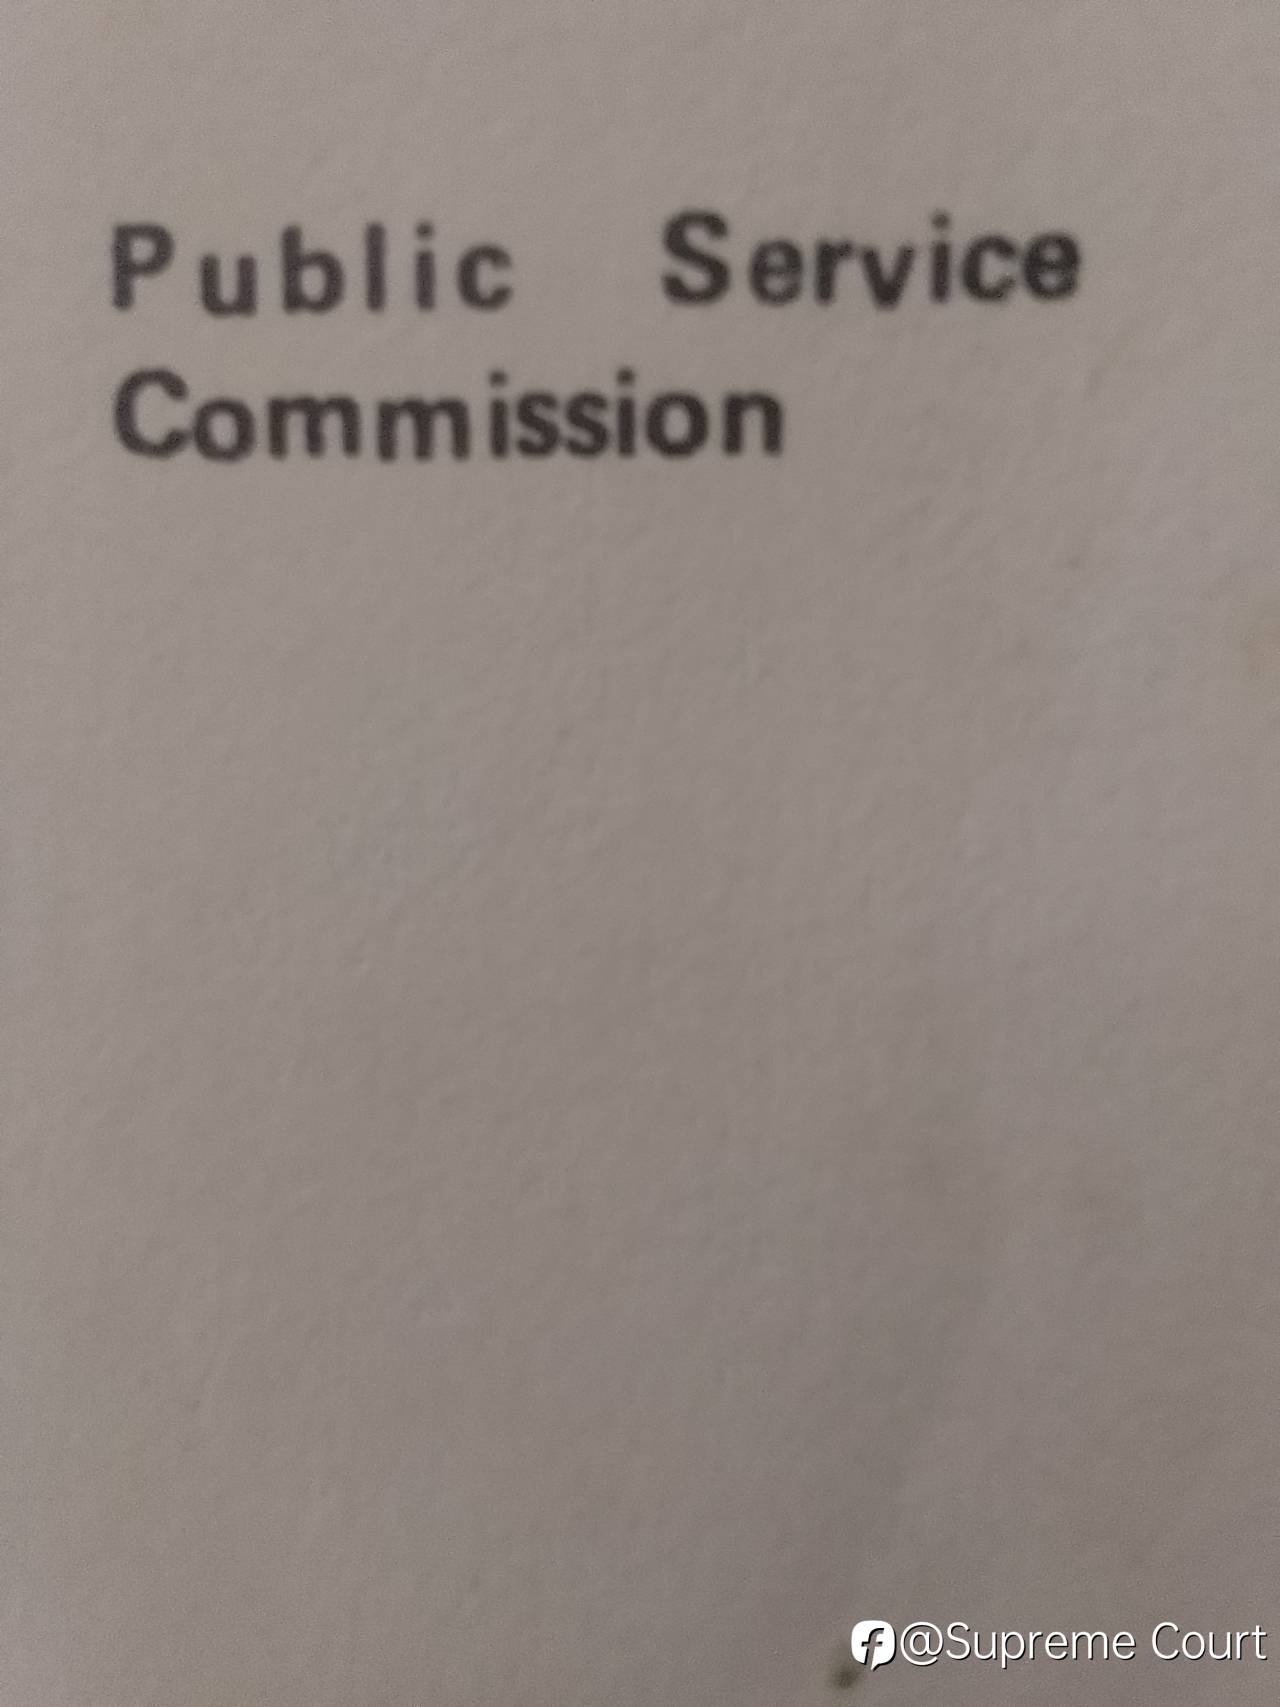 Public Service
Commission
@Supreme Court